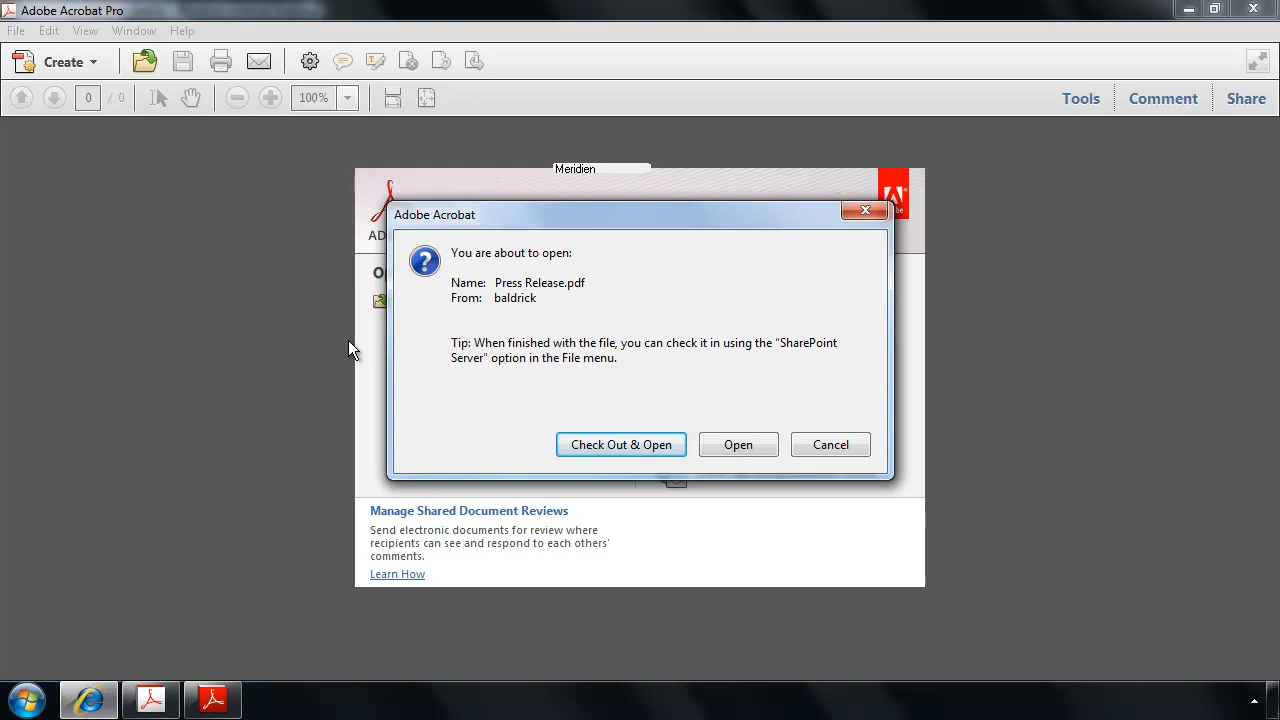 Adobe Acrobat Pro
File Edit View Window Help
Create
0 / 0 100% Tools Comment Share
Meridien
Adobe Acrobat
You are about to open:
Name: Press Release.pdf
From: baldrick
Tip: When finished with the file, you can check it in using the “SharePoint
Server” option in the File menu.
Check Out & Open Open Cancel
Manage Shared Document Reviews
Send electronic documents for review where
recipients can see and respond to each others'
comments.
Learn How